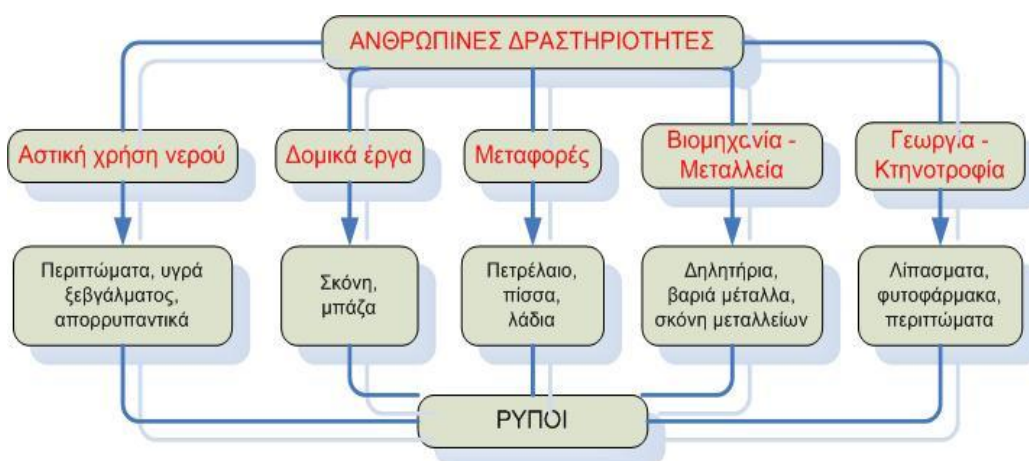 ΑΝΘΡΩΠΙΝΕΣ ΔΡΑΣΤΗΡΙΟΤΗΤΕΣ
Αστική χρήση νερού
Δομικά έργα
Μεταφορές
Βιομηχανία -
Μεταλλεία
Γεωργία -
Κτηνοτροφία
Περιττώματα, υγρά
ξεβγάλματος,
απορρυπαντικά
Σκόνη,
μπάζα
Πετρέλαιο,
πίσσα,
λάδια
Δηλητήρια,
βαριά μέταλλα,
σκόνη μεταλλείων
Λίπασματα,
φυτοφάρμακα,
περιττώματα
ΡΥΠΟΙ